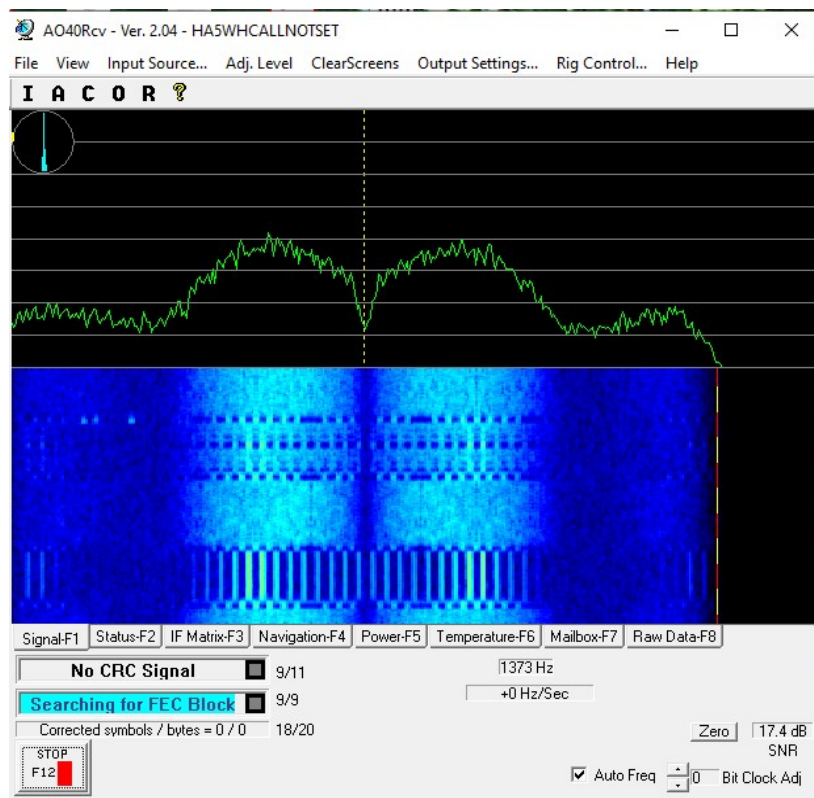 AO40Rcv - Ver. 2.04 - HA5WHCALLNOTSET
File View Input Source... Adj. Level ClearScreens Output Settings... Rig Control... Help
I A C O R ?
Signal-F1 Status-F2 IF Matrix-F3 Navigation-F4 Power-F5 Temperature-F6 Mailbox-F7 Raw Data-F8
No CRC Signal 9/11 1373 Hz
Searching for FEC Block 9/9 +0 Hz/Sec
Corrected symbols / bytes = 0 / 0 18/20 Zero 17.4 dB
SNR
STOP
F12
Auto Freq 0 Bit Clock Adj